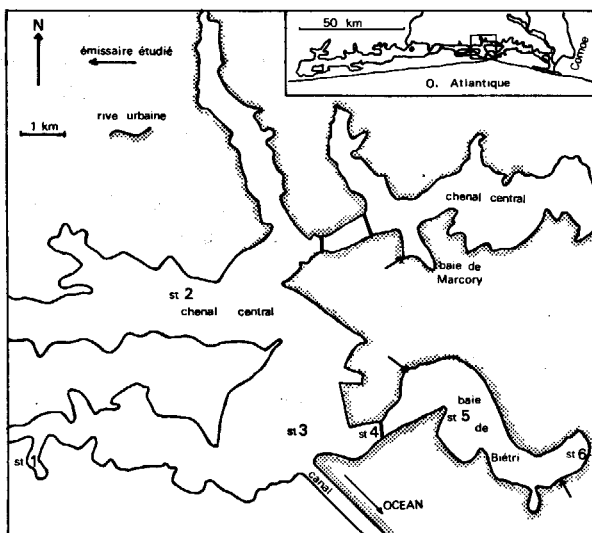 N
émissaire étudié
50 km
Comoe
O. Atlantique
1 km
rive urbaine
chenal central
baie de
Marcory
st 2
chenal central
st 3
st 4
baie
st 5
de
Biétri
st 6
st 1
canal
OCEAN